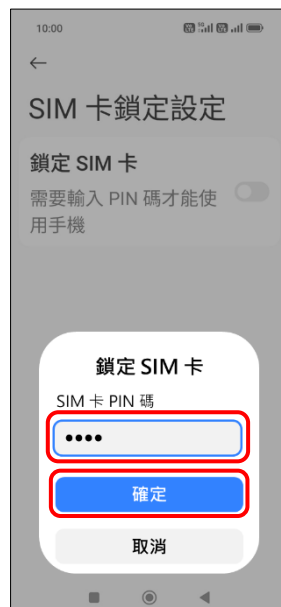 10:00
SIM 卡鎖定設定
鎖定 SIM 卡
需要輸入 PIN 碼才能使
用手機
鎖定 SIM 卡
SIM 卡 PIN 碼
••••
確定
取消